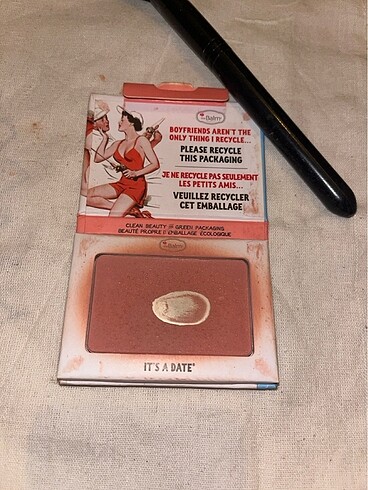 theBalm
BOYFRIENDS AREN'T THE
ONLY THING I RECYCLE...
PLEASE RECYCLE
THIS PACKAGING
JE NE RECYCLE PAS SEULEMENT
LES PETITS AMIS...
VEUILLEZ RECYCLER
CET EMBALLAGE
CLEAN BEAUTY IN GREEN PACKAGING
BEAUTÉ PROPRE & EMBALLAGE ÉCOLOGIQUE
theBalm
IT'S A DATE